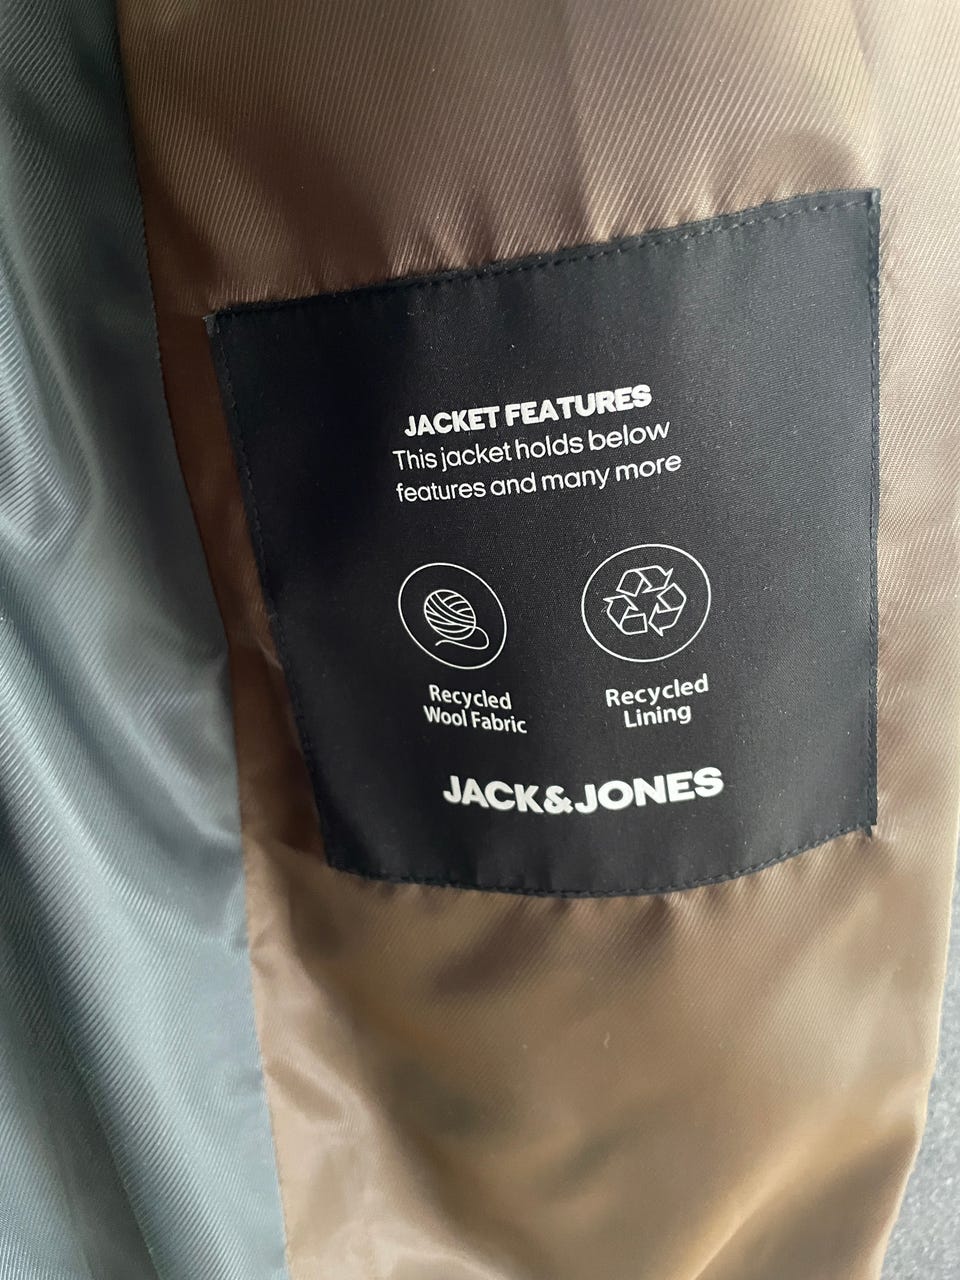 JACKET FEATURES
This jacket holds below
features and many more
Recycled
Wool Fabric
Recycled
Lining
JACK&JONES